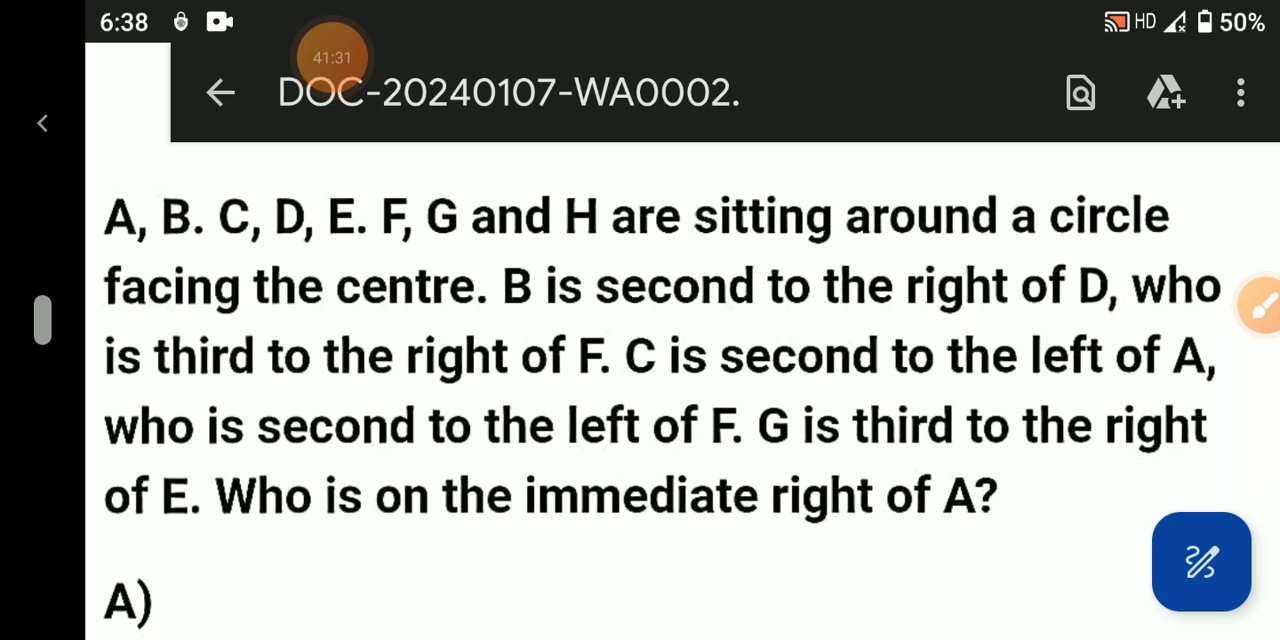 6:38 HD 50%
41:31
DOC-20240107-WA0002.
A, B. C, D, E. F, G and H are sitting around a circle
facing the centre. B is second to the right of D, who
is third to the right of F. C is second to the left of A,
who is second to the left of F. G is third to the right
of E. Who is on the immediate right of A?
A)